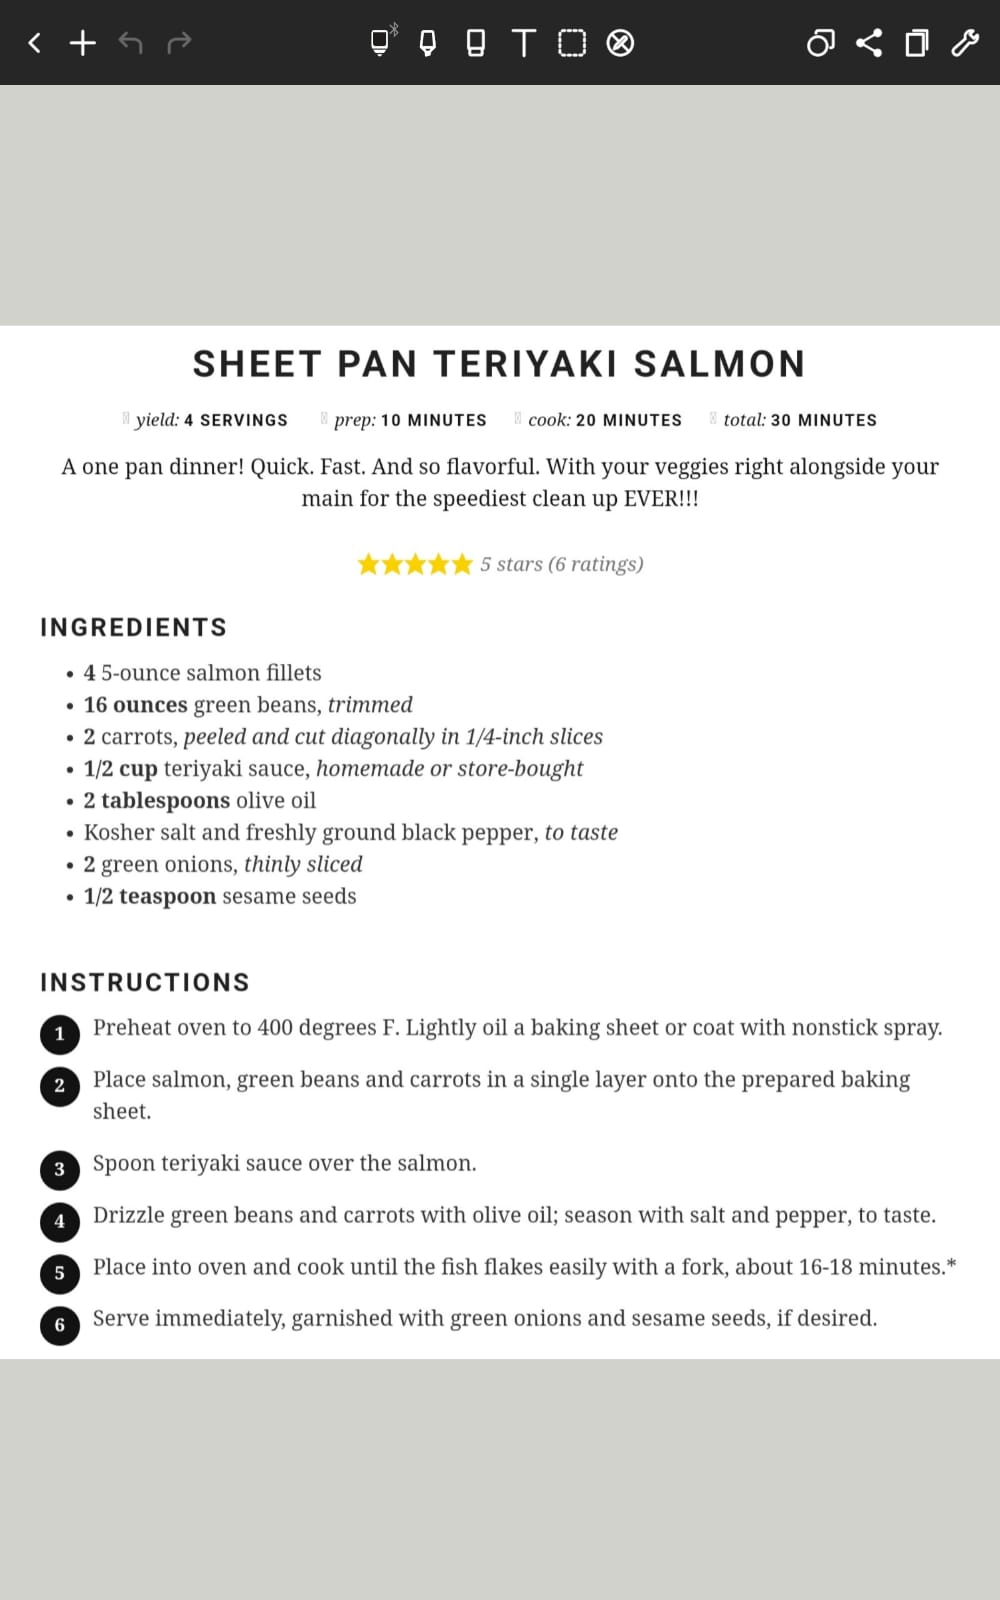 SHEET PAN TERIYAKI SALMON
yield: 4 SERVINGS prep: 10 MINUTES cook: 20 MINUTES total: 30 MINUTES
A one pan dinner! Quick. Fast. And so flavorful. With your veggies right alongside your
main for the speediest clean up EVER!!!
5 stars (6 ratings)
INGREDIENTS
• 4 5-ounce salmon fillets
• 16 ounces green beans, trimmed
• 2 carrots, peeled and cut diagonally in 1/4-inch slices
• 1/2 cup teriyaki sauce, homemade or store-bought
• 2 tablespoons olive oil
• Kosher salt and freshly ground black pepper, to taste
• 2 green onions, thinly sliced
• 1/2 teaspoon sesame seeds
INSTRUCTIONS
1 Preheat oven to 400 degrees F. Lightly oil a baking sheet or coat with nonstick spray.
2 Place salmon, green beans and carrots in a single layer onto the prepared baking
sheet.
3 Spoon teriyaki sauce over the salmon.
4 Drizzle green beans and carrots with olive oil; season with salt and pepper, to taste.
5 Place into oven and cook until the fish flakes easily with a fork, about 16-18 minutes.*
6 Serve immediately, garnished with green onions and sesame seeds, if desired.